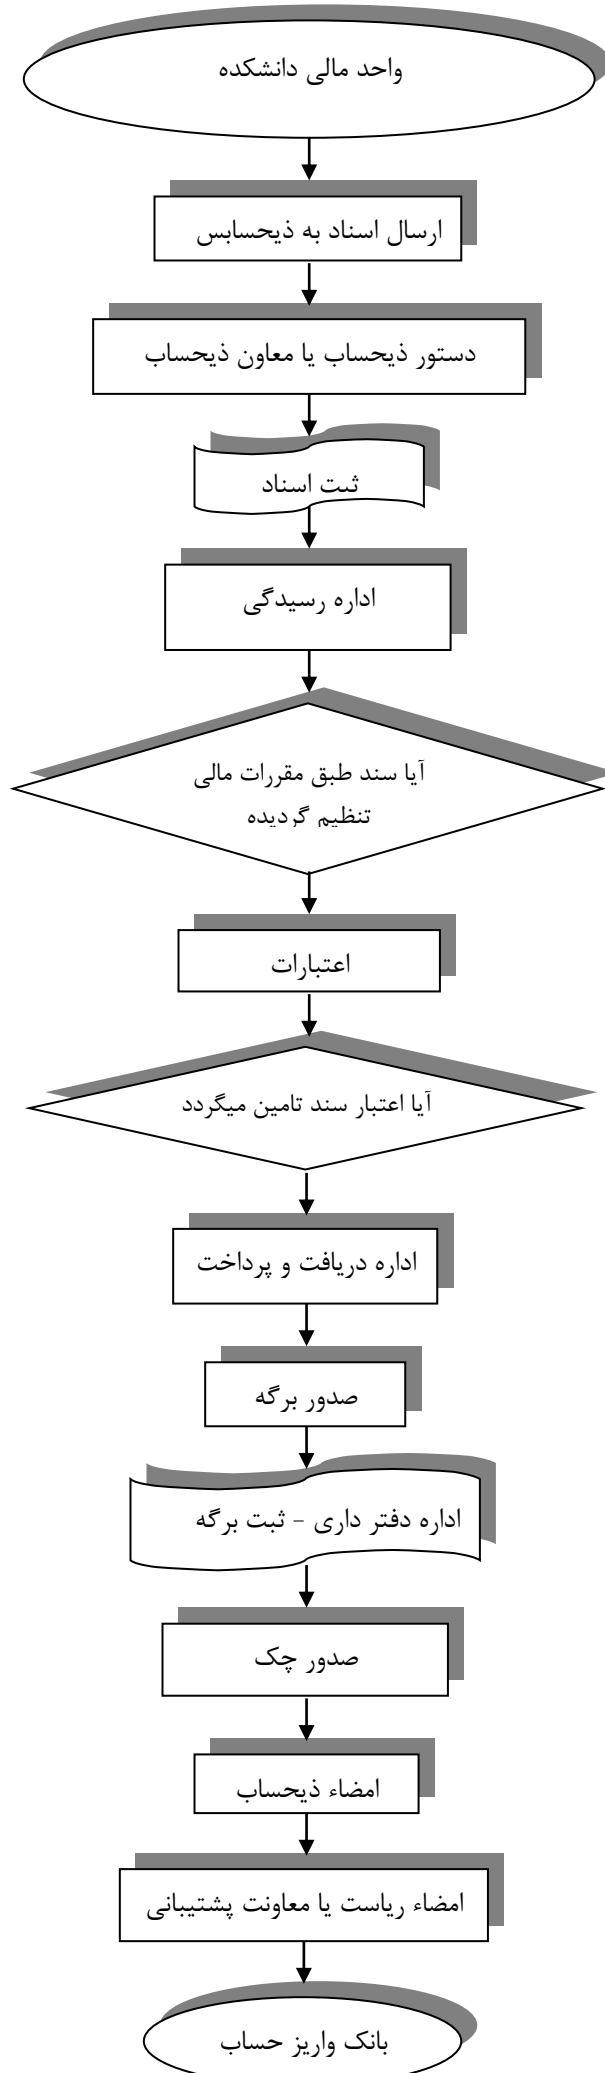 واحد مالی دانشکده
ارسال اسناد به ذیحسابس
دستور ذیحساب یا معاون ذیحساب
ثبت اسناد
اداره رسیدگی
آیا سند طبق مقررات مالی
تنظیم گردیده
اعتبارات
آیا اعتبار سند تامین میگردد
اداره دریافت و پرداخت
صدور برگه
اداره دفتر داری - ثبت برگه
صدور چک
امضاء ذیحساب
امضاء ریاست یا معاونت پشتیبانی
بانک واریز حساب